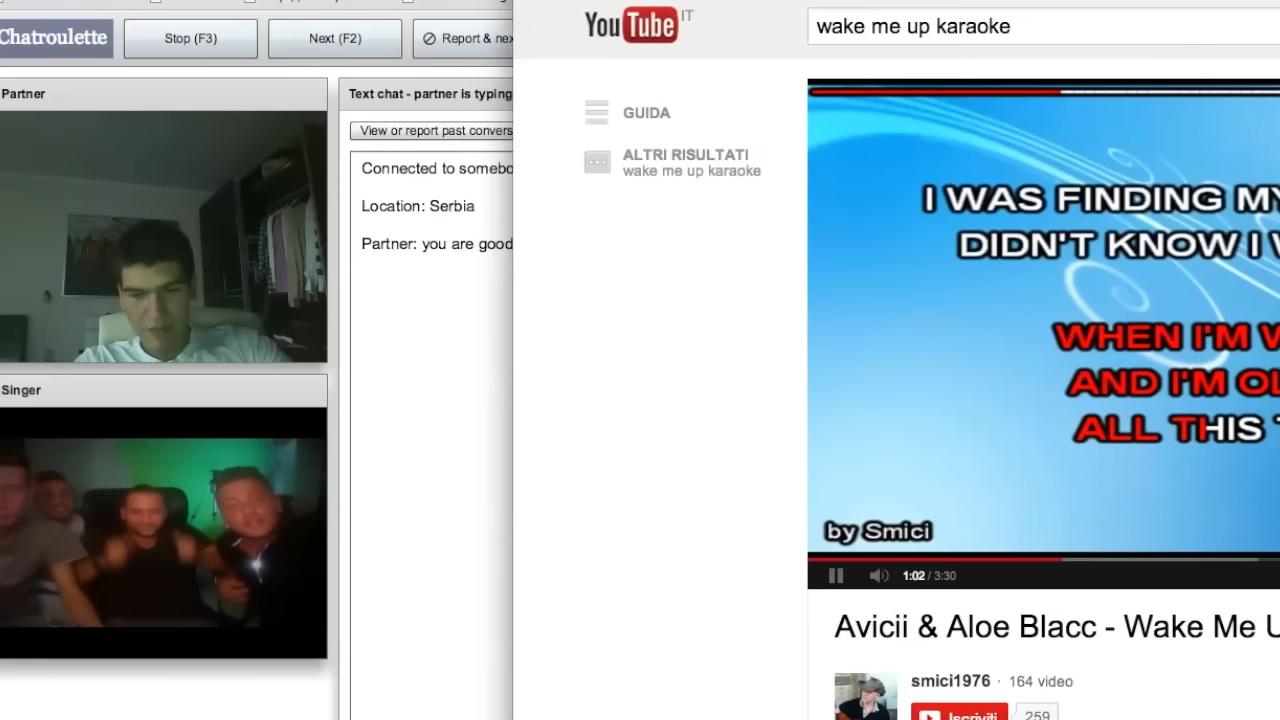 Chatroulette
Stop (F3)
Next (F2)
Report & nex
Partner
Text chat - partner is typing
View or report past convers
Connected to somebo
Location: Serbia
Partner: you are good
Singer
YouTube IT
wake me up karaoke
GUIDA
ALTRI RISULTATI
wake me up karaoke
I WAS FINDING MY
DIDN'T KNOW I W
WHEN I'M W
AND I'M OL
ALL THIS T
by Smici
1:02 / 3:30
Avicii & Aloe Blacc - Wake Me U
smici1976 · 164 video
Iscriviti
259